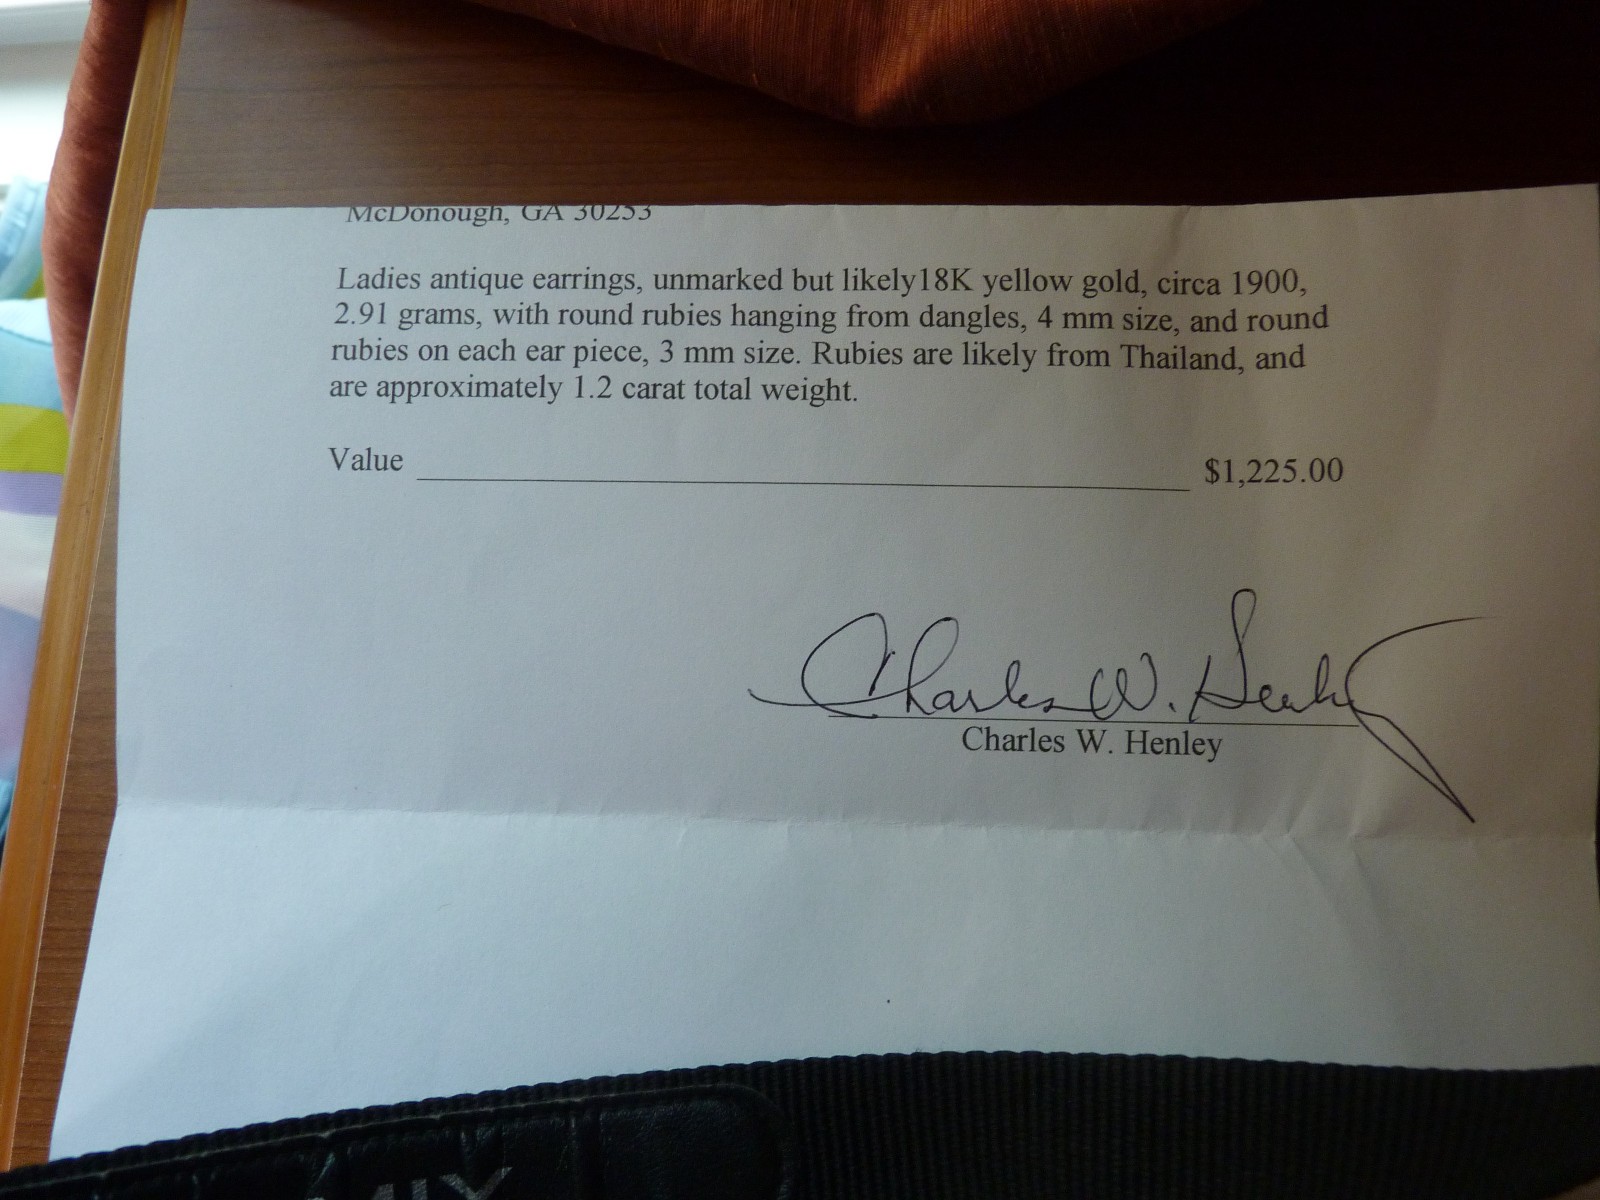 McDonough, GA 30253
Ladies antique earrings, unmarked but likely18K yellow gold, circa 1900,
2.91 grams, with round rubies hanging from dangles, 4 mm size, and round
rubies on each ear piece, 3 mm size. Rubies are likely from Thailand, and
are approximately 1.2 carat total weight.
Value $1,225.00
Charles W. Henley
Charles W. Henley